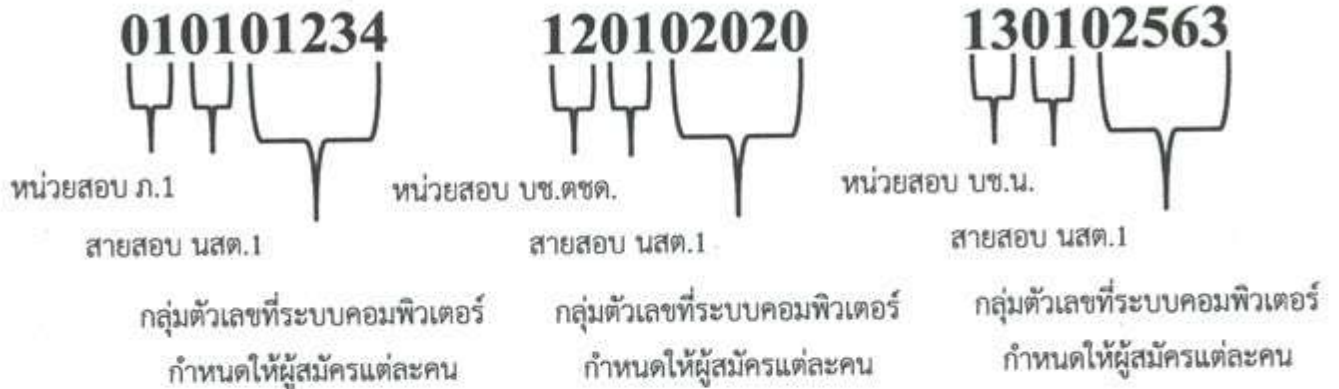 010101234 120102020 130102563
หน่วยสอบ ภ.1 หน่วยสอบ บช.ตชด. หน่วยสอบ บช.น.
สายสอบ นสต.1 สายสอบ นสต.1 สายสอบ นสต.1
กลุ่มตัวเลขที่ระบบคอมพิวเตอร์ กลุ่มตัวเลขที่ระบบคอมพิวเตอร์ กลุ่มตัวเลขที่ระบบคอมพิวเตอร์
กำหนดให้ผู้สมัครแต่ละคน กำหนดให้ผู้สมัครแต่ละคน กำหนดให้ผู้สมัครแต่ละคน